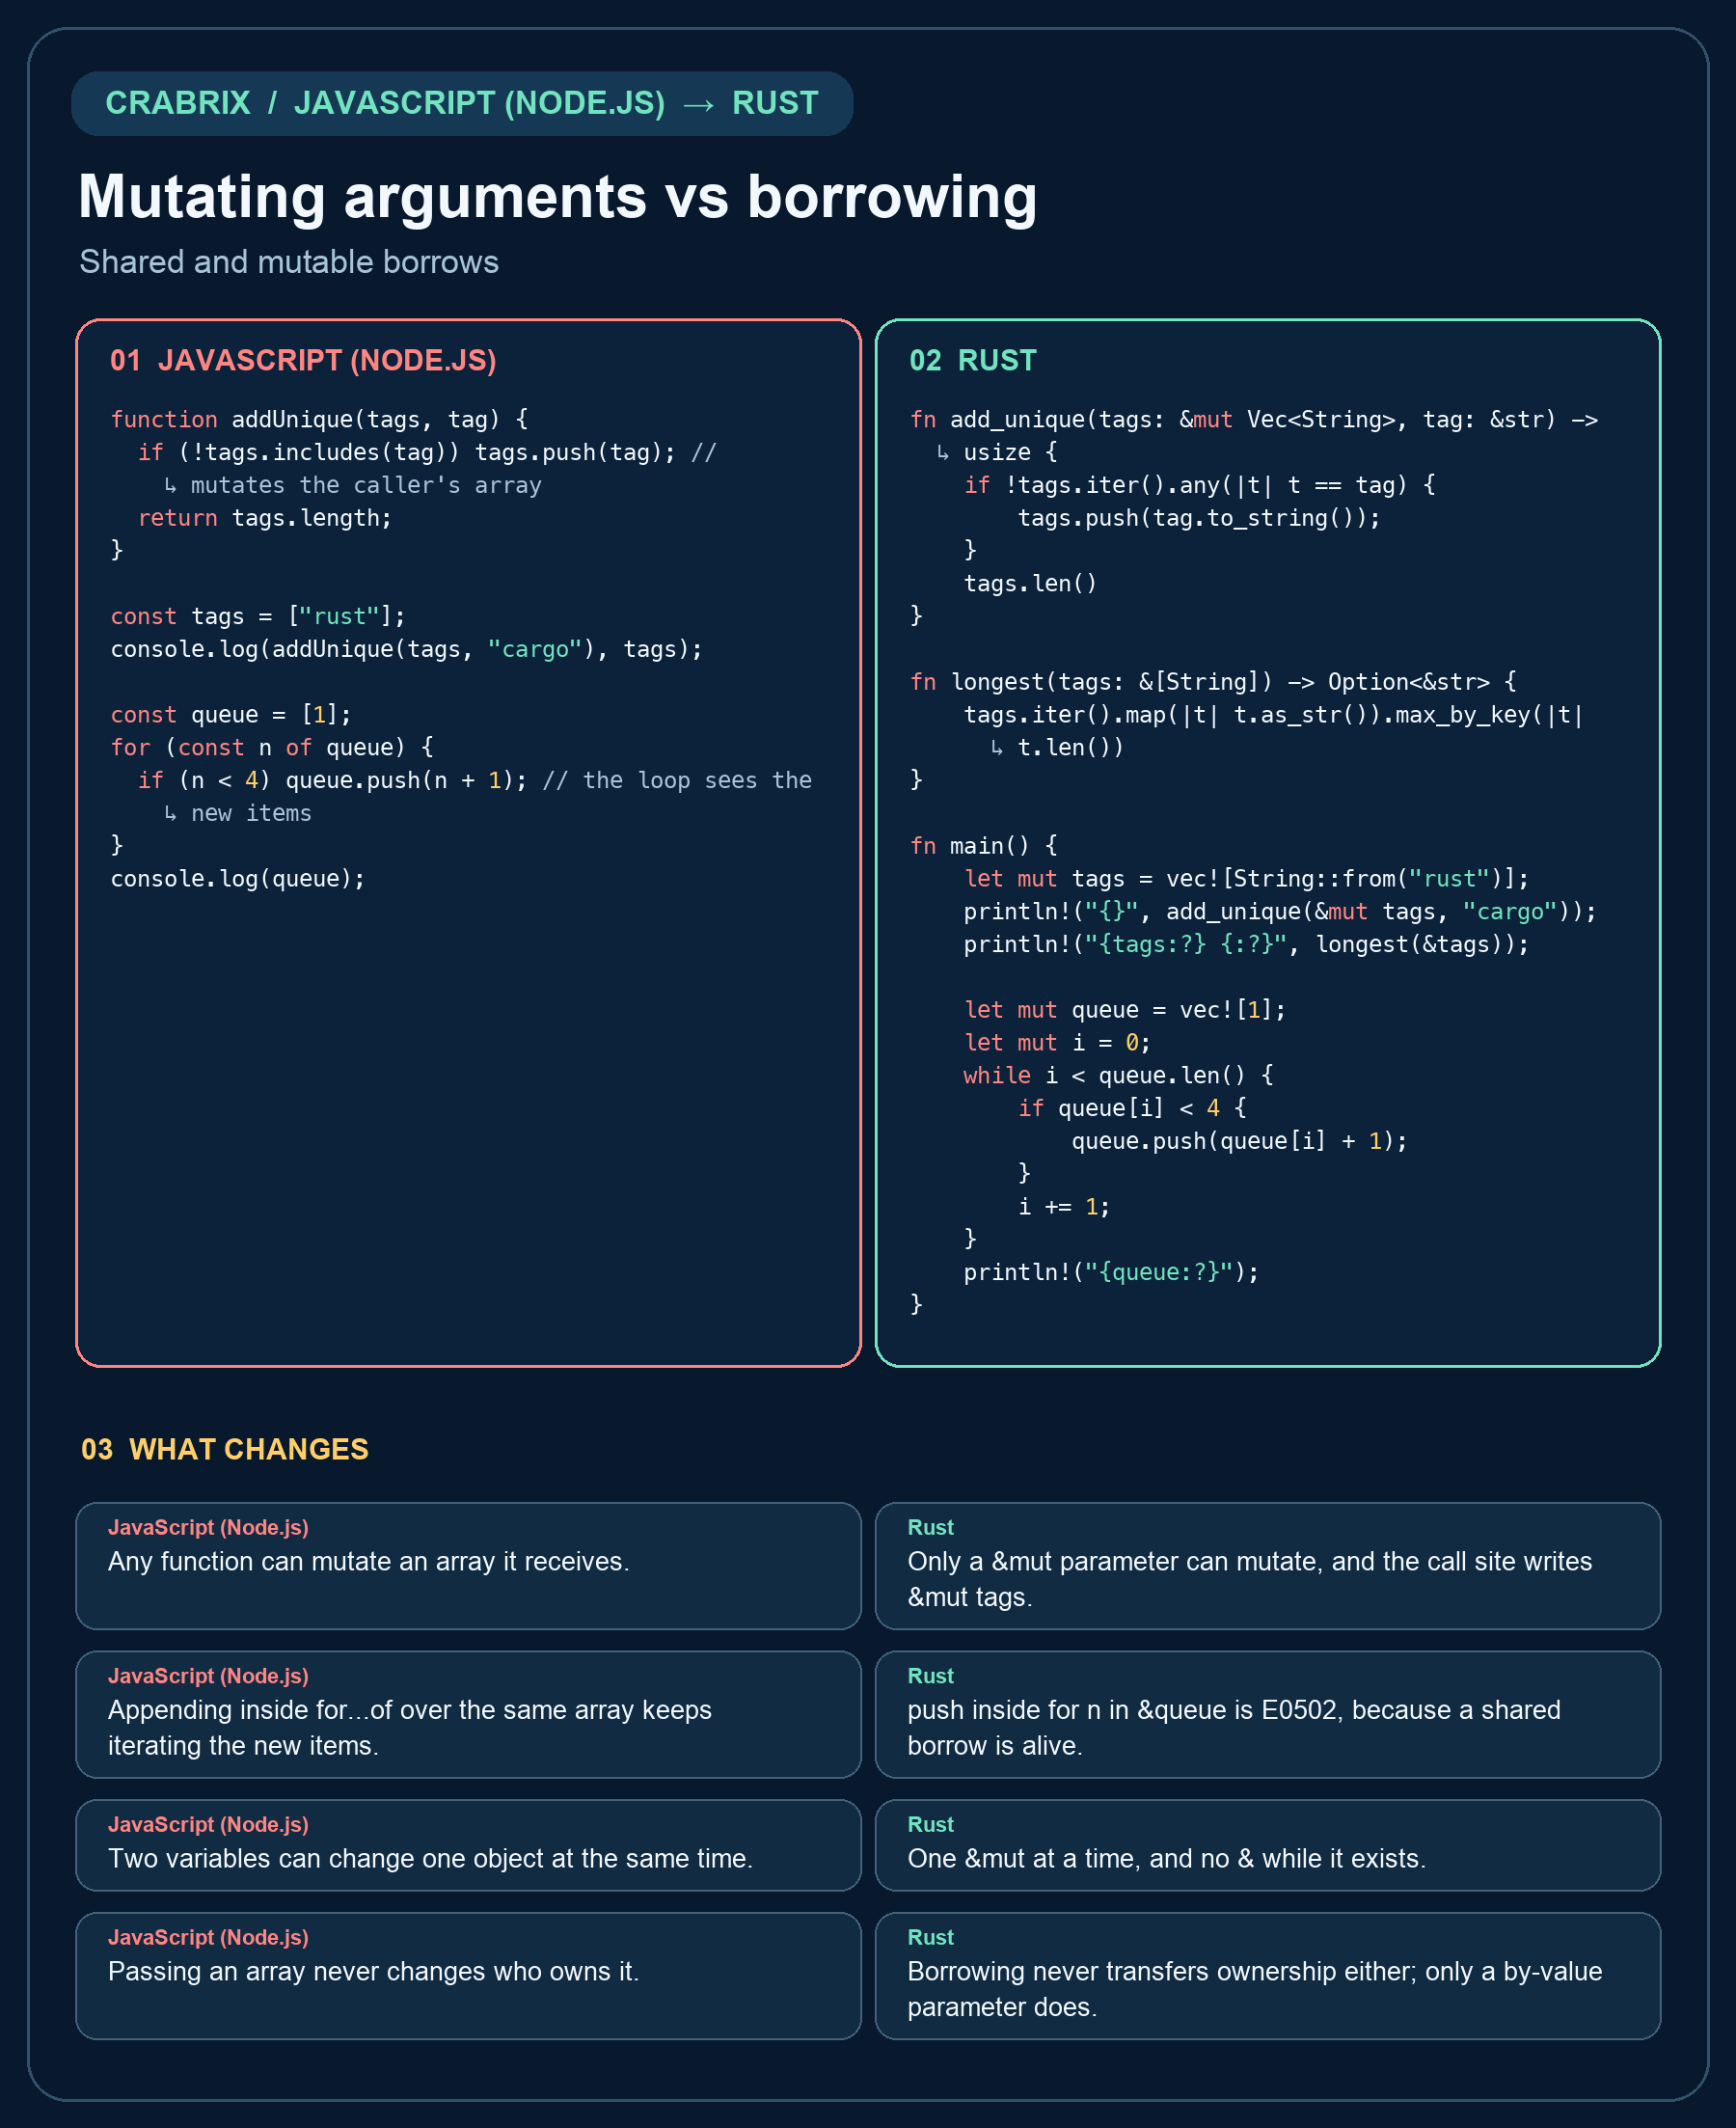 CRABRIX / JAVASCRIPT (NODE.JS) → RUST
Mutating arguments vs borrowing
Shared and mutable borrows
01 JAVASCRIPT (NODE.JS)
function addUnique(tags, tag) {
  if (!tags.includes(tag)) tags.push(tag); //
    ↳ mutates the caller's array
  return tags.length;
}
const tags = ["rust"];
console.log(addUnique(tags, "cargo"), tags);
const queue = [1];
for (const n of queue) {
  if (n < 4) queue.push(n + 1); // the loop sees the
    ↳ new items
}
console.log(queue);
02 RUST
fn add_unique(tags: &mut Vec<String>, tag: &str) ->
  ↳ usize {
    if !tags.iter().any(|t| t == tag) {
        tags.push(tag.to_string());
    }
    tags.len()
}
fn longest(tags: &[String]) -> Option<&str> {
    tags.iter().map(|t| t.as_str()).max_by_key(|t|
      ↳ t.len())
}
fn main() {
    let mut tags = vec![String::from("rust")];
    println!("{}", add_unique(&mut tags, "cargo"));
    println!("{tags:?} {:?}", longest(&tags));
    let mut queue = vec![1];
    let mut i = 0;
    while i < queue.len() {
        if queue[i] < 4 {
            queue.push(queue[i] + 1);
        }
        i += 1;
    }
    println!("{queue:?}");
}
03 WHAT CHANGES
JavaScript (Node.js)
Any function can mutate an array it receives.
Rust
Only a &mut parameter can mutate, and the call site writes
&mut tags.
JavaScript (Node.js)
Appending inside for...of over the same array keeps
iterating the new items.
Rust
push inside for n in &queue is E0502, because a shared
borrow is alive.
JavaScript (Node.js)
Two variables can change one object at the same time.
Rust
One &mut at a time, and no & while it exists.
JavaScript (Node.js)
Passing an array never changes who owns it.
Rust
Borrowing never transfers ownership either; only a by-value
parameter does.